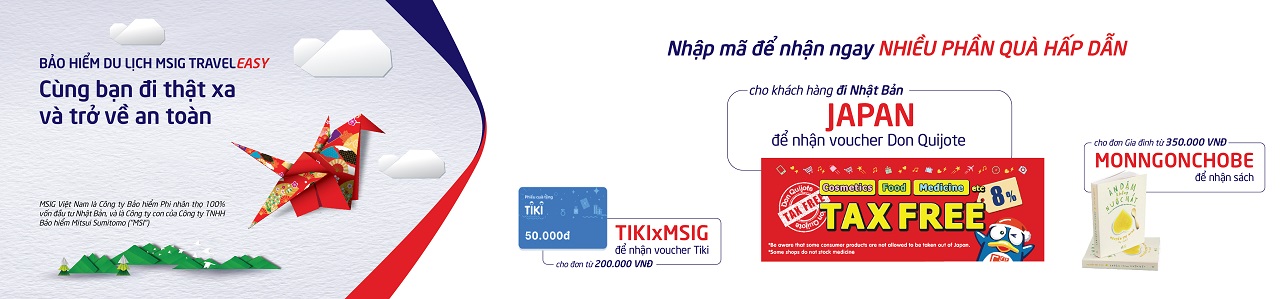 BẢO HIỂM DU LỊCH MSIG TRAVELEASY
Cùng bạn đi thật xa
và trở về an toàn
MSIG Việt Nam là Công ty Bảo hiểm Phi nhân thọ 100%
vốn đầu tư Nhật Bản, và là Công ty con của Công ty TNHH
Bảo hiểm Mitsui Sumitomo ("MSI").
Nhập mã để nhận ngay NHIỀU PHẦN QUÀ HẤP DẪN
Phiếu quà tặng
TIKI
50.000đ
TIKIxMSIG
để nhận voucher Tiki
cho đơn từ 200.000 VNĐ
cho khách hàng đi Nhật Bản
JAPAN
để nhận voucher Don Quijote
Don Quijote
TAX FREE
Don Quijote
Cosmetics Food Medicine etc
8%
TAX FREE
*Be aware that some consumer products are not allowed to be taken out of Japan.
*Some shops do not stock medicine
cho đơn Gia đình từ 350.000 VNĐ
MONNGONCHOBE
để nhận sách
ĂN DẶM
không
NƯỚC MẮT